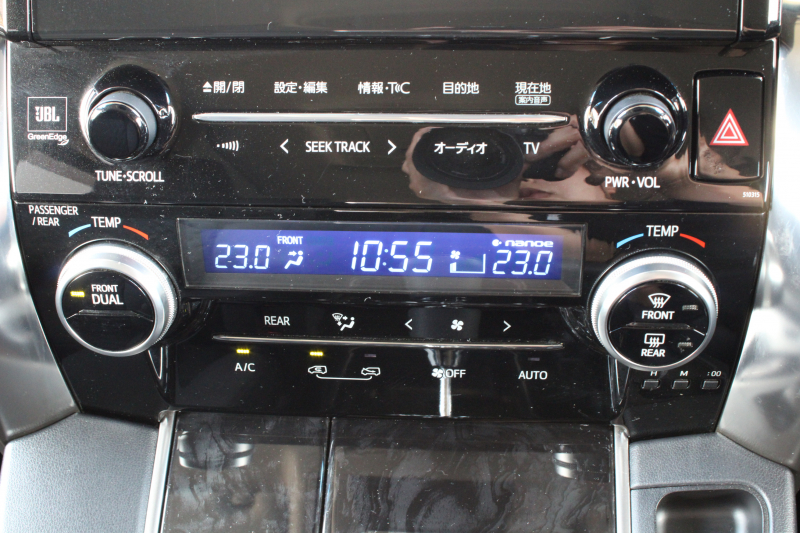 開/閉 設定・編集 情報・T&C 目的地 現在地
案内音声
JBL
GreenEdge
SEEK TRACK オーディオ TV
TUNE・SCROLL PWR・VOL
510315
PASSENGER
/REAR
TEMP TEMP
FRONT
DUAL
23.0 FRONT 10:55 nanoe 23.0
FRONT
REAR
REAR
A/C OFF AUTO
H M :00